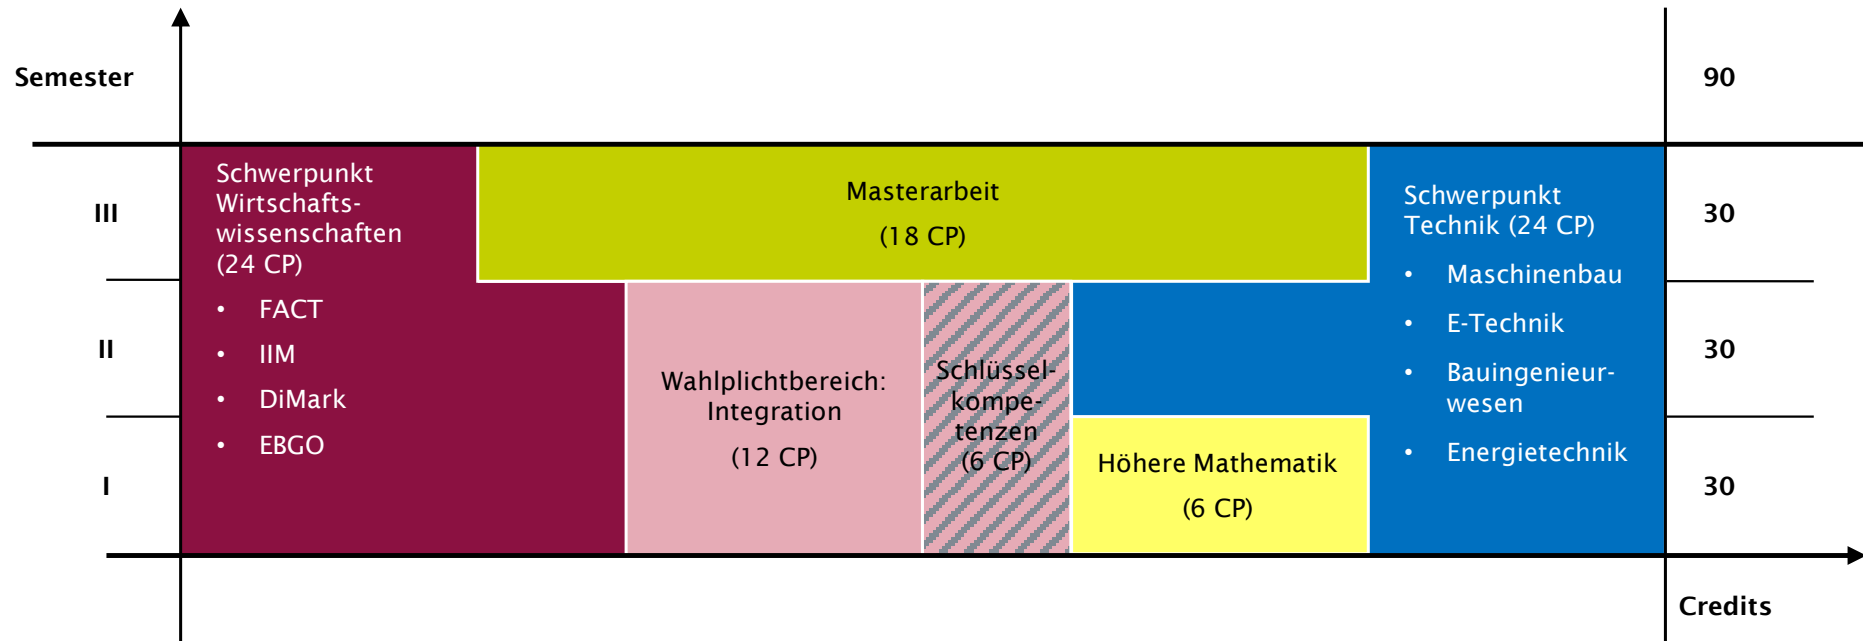 Semester
90
III
Schwerpunkt
Wirtschafts-
wissenschaften
(24 CP)
• FACT
• IIM
• DiMark
• EBGO
Masterarbeit
(18 CP)
Schwerpunkt
Technik (24 CP)
• Maschinenbau
• E-Technik
• Bauingenieur-
wesen
• Energietechnik
30
II
Wahlplichtbereich:
Integration
(12 CP)
Schlüssel-
kompe-
tenzen
(6 CP)
30
I
Höhere Mathematik
(6 CP)
30
Credits